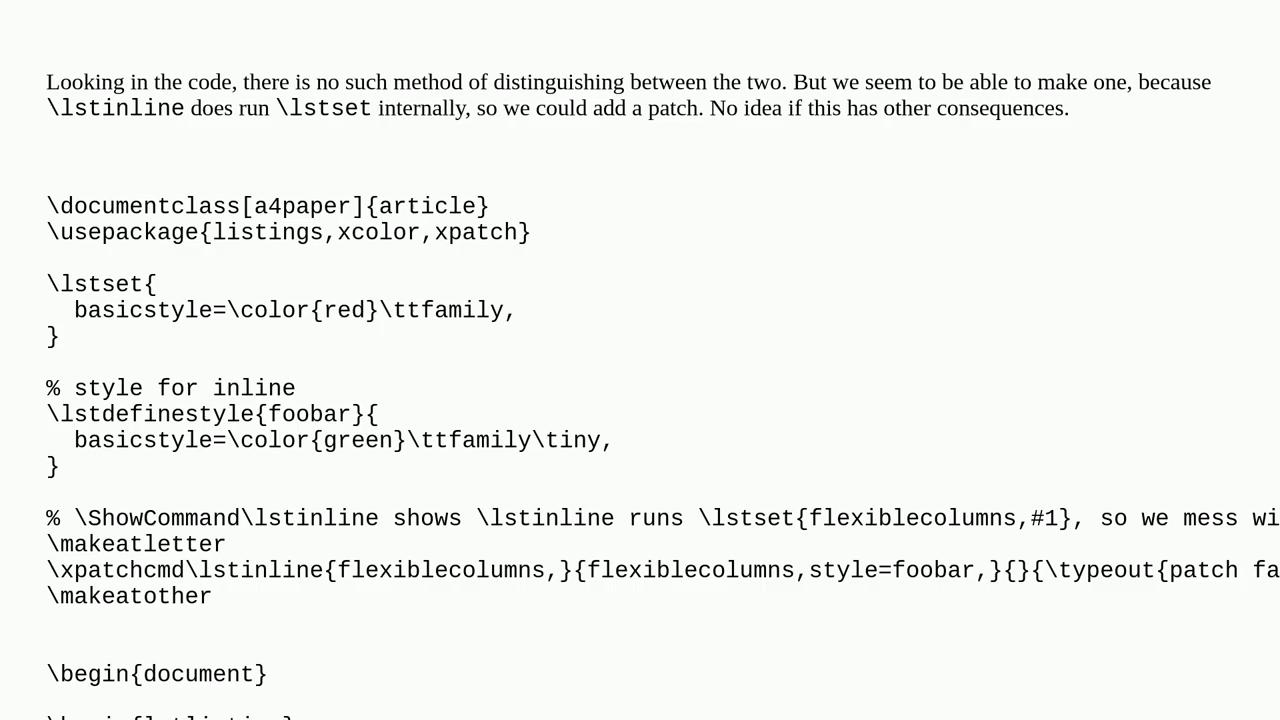 Looking in the code, there is no such method of distinguishing between the two. But we seem to be able to make one, because
\lstinline does run \lstset internally, so we could add a patch. No idea if this has other consequences.
\documentclass[a4paper]{article}
\usepackage{listings,xcolor,xpatch}
\lstset{
  basicstyle=\color{red}\ttfamily,
}
% style for inline
\lstdefinestyle{foobar}{
  basicstyle=\color{green}\ttfamily\tiny,
}
% \ShowCommand\lstinline shows \lstinline runs \lstset{flexiblecolumns,#1}, so we mess wi
\makeatletter
\xpatchcmd\lstinline{flexiblecolumns,}{flexiblecolumns,style=foobar,}{}{\typeout{patch fa
\makeatother
\begin{document}